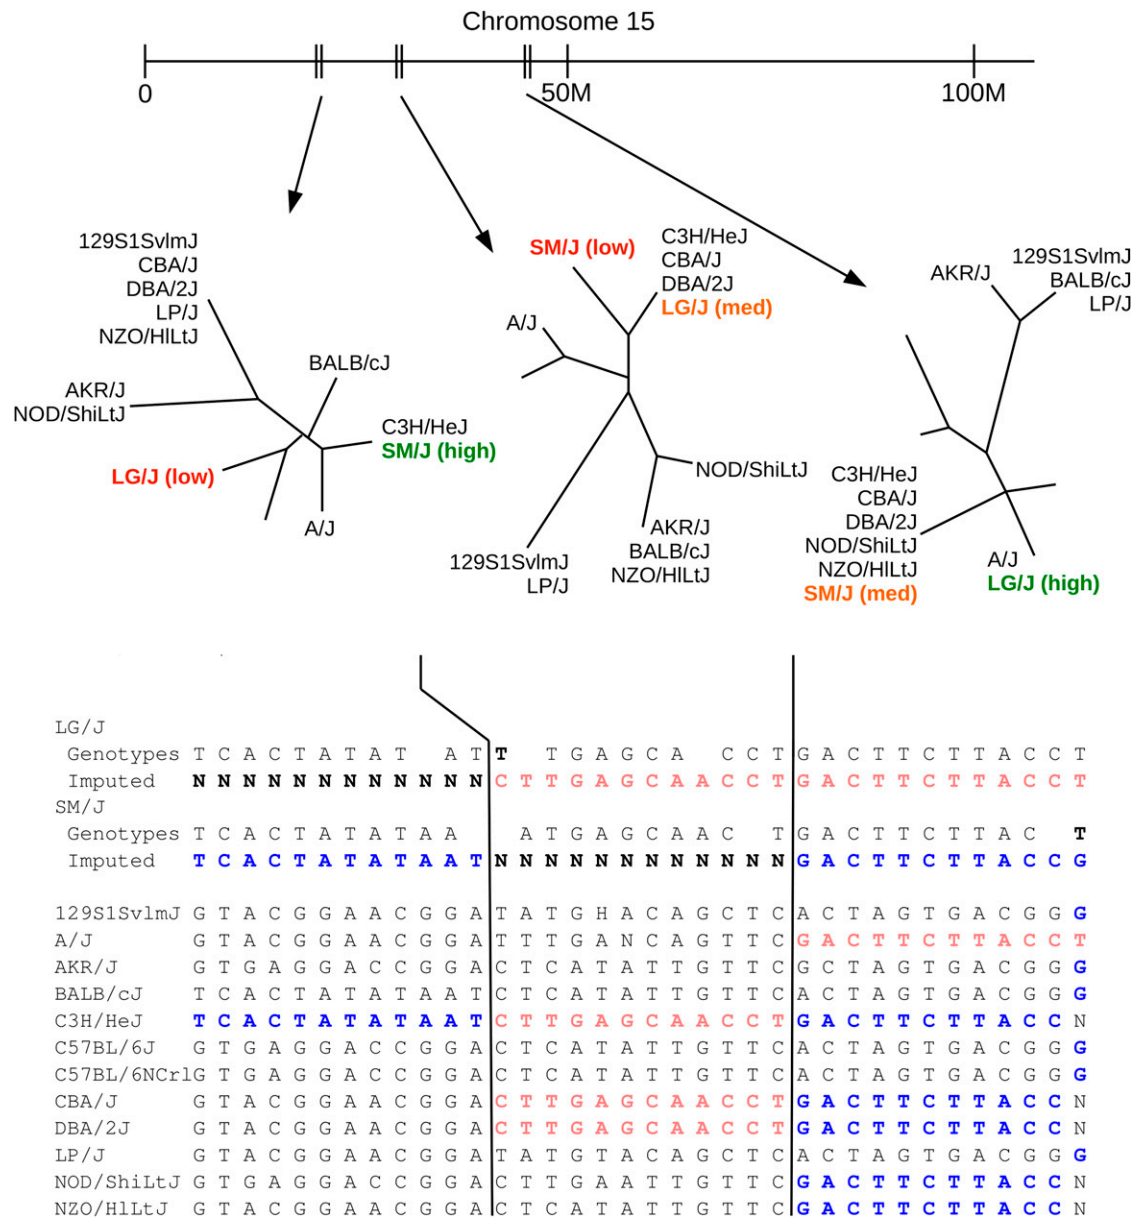 Chromosome 15
0
50M
100M
129S1SvlmJ
CBA/J
DBA/2J
LP/J
NZO/HlLtJ
AKR/J
NOD/ShiLtJ
BALB/cJ
C3H/HeJ
SM/J (high)
LG/J (low)
A/J
SM/J (low)
C3H/HeJ
CBA/J
DBA/2J
LG/J (med)
A/J
NOD/ShiLtJ
AKR/J
BALB/cJ
NZO/HlLtJ
129S1SvlmJ
LP/J
AKR/J
129S1SvlmJ
BALB/cJ
LP/J
C3H/HeJ
CBA/J
DBA/2J
NOD/ShiLtJ
NZO/HlLtJ
SM/J (med)
A/J
LG/J (high)
LG/J
Genotypes T C A C T A T A T A T T T G A G C A C C T G A C T T C T T A C C T
Imputed N N N N N N N N N N N N C T T G A G C A A C C T G A C T T C T T A C C T
SM/J
Genotypes T C A C T A T A T A A A T G A G C A A C T G A C T T C T T A C T
Imputed T C A C T A T A T A A T N N N N N N N N N N N N G A C T T C T T A C C G
129S1SvlmJ G T A C G G A A C G G A T A T G H A C A G C T C A C T A G T G A C G G G
A/J G T A C G G A A C G G A T T T G A N C A G T T C G A C T T C T T A C C T
AKR/J G T G A G G A C C G G A C T C A T A T T G T T C G C T A G T G A C G G G
BALB/cJ T C A C T A T A T A A T C T C A T A T T G T T C A C T A G T G A C G G G
C3H/HeJ T C A C T A T A T A A T C T T G A G C A A C C T G A C T T C T T A C C N
C57BL/6J G T G A G G A C C G G A C T C A T A T T G T T C A C T A G T G A C G G G
C57BL/6NCrl G T G A G G A C C G G A C T C A T A T T G T T C A C T A G T G A C G G G
CBA/J G T A C G G A A C G G A C T T G A G C A A C C T G A C T T C T T A C C N
DBA/2J G T A C G G A A C G G A C T T G A G C A A C C T G A C T T C T T A C C N
LP/J G T A C G G A A C G G A T A T G T A C A G C T C A C T A G T G A C G G G
NOD/ShiLtJ G T G A G G A C C G G A C T T G A A T T G T T C G A C T T C T T A C C N
NZO/HlLtJ G T A C G G A A C G G A C T C A T A T T G T T C G A C T T C T T A C C N